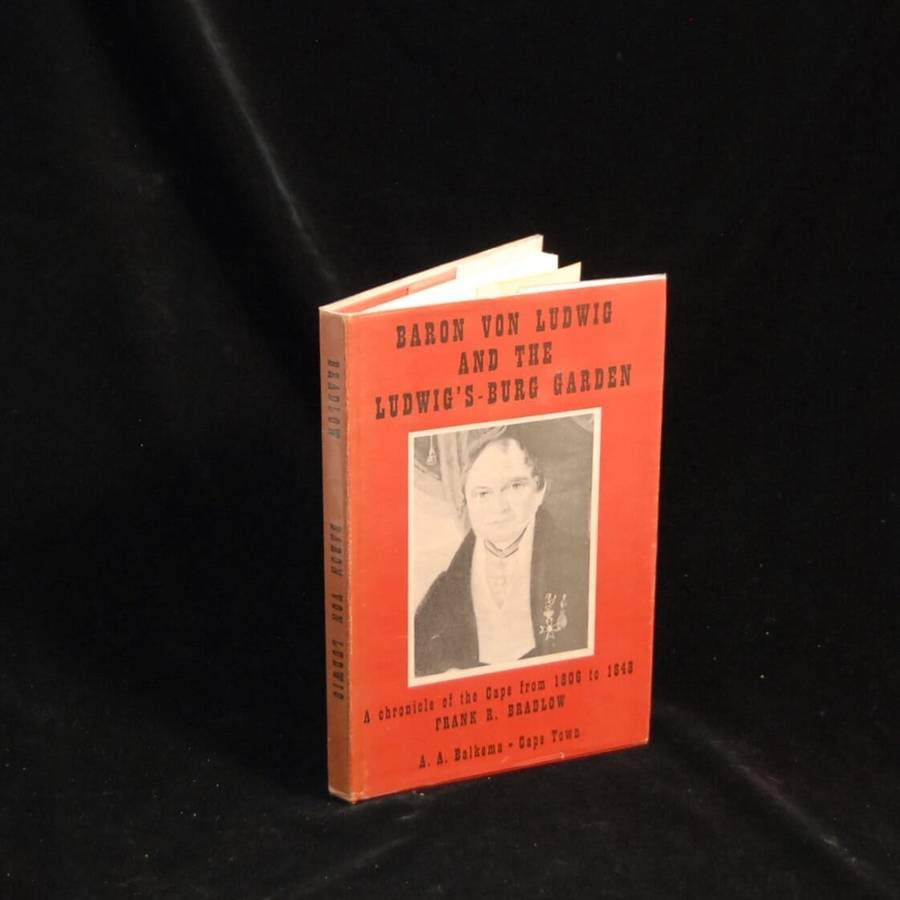 BARON VON LUDWIG
AND THE
LUDWIG'S-BURG GARDEN
A chronicle of the Cape from 1806 to 1848
FRANK R. BRADLOW
A. A. Balkema - Cape Town
BRADLOW
BARON VON LUDWIG